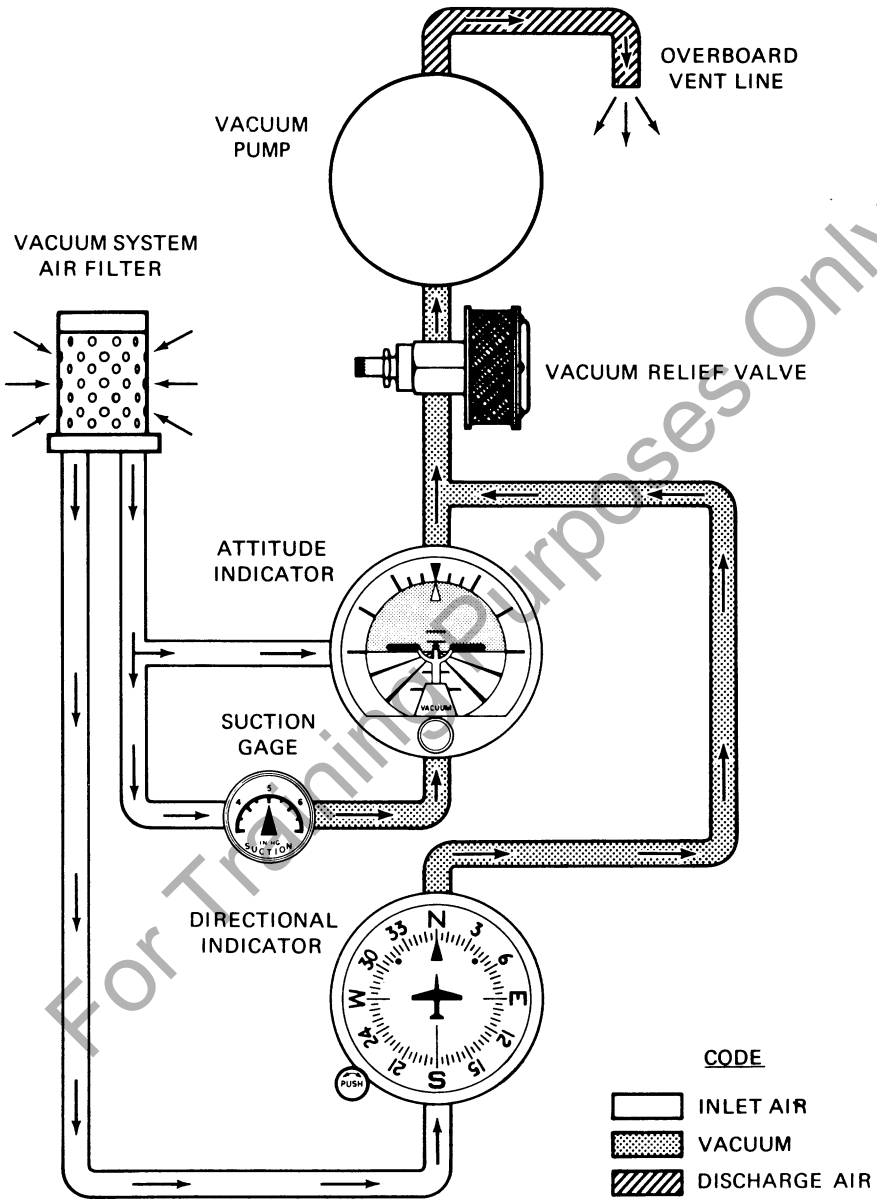 OVERBOARD
VENT LINE
VACUUM
PUMP
VACUUM SYSTEM
AIR FILTER
VACUUM RELIEF VALVE
ATTITUDE
INDICATOR
VACUUM
SUCTION
GAGE
4 5 6
IN HG
SUCTION
DIRECTIONAL
INDICATOR
N 3 6 E 12 15 S 21 24 W 30 33
PUSH
CODE
INLET AIR
VACUUM
DISCHARGE AIR
For Training Purposes Only